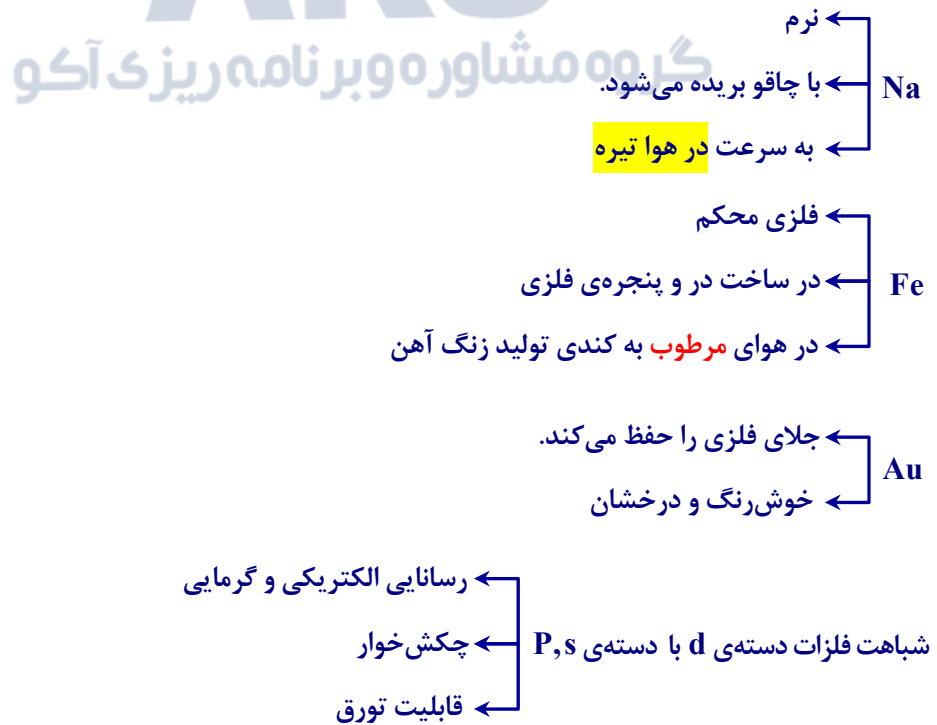 AKO
گروه مشاوره و برنامه ریزی آکو
Na
نرم
با چاقو بریده می‌شود.
به سرعت در هوا تیره
Fe
فلزی محکم
در ساخت در و پنجره‌ی فلزی
در هوای مرطوب به کندی تولید زنگ آهن
Au
جلای فلزی را حفظ می‌کند.
خوش‌رنگ و درخشان
شباهت فلزات دسته‌ی d با دسته‌ی P,s
رسانایی الکتریکی و گرمایی
چکش‌خوار
قابلیت تورق